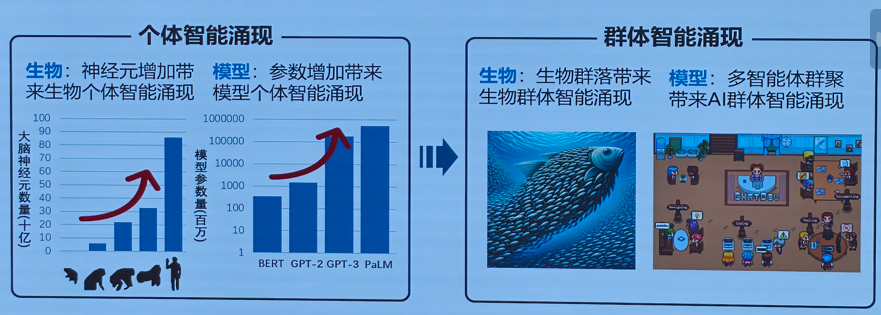 个体智能涌现
生物：神经元增加带
来生物个体智能涌现
模型：参数增加带来
模型个体智能涌现
大脑神经元数量(十亿)
100
90
80
70
60
50
40
30
20
10
0
模型参数量(百万)
1000000
100000
10000
1000
100
10
1
BERT GPT-2 GPT-3 PaLM
群体智能涌现
生物：生物群落带来
生物群体智能涌现
模型：多智能体群聚
带来AI群体智能涌现
CHATDEV